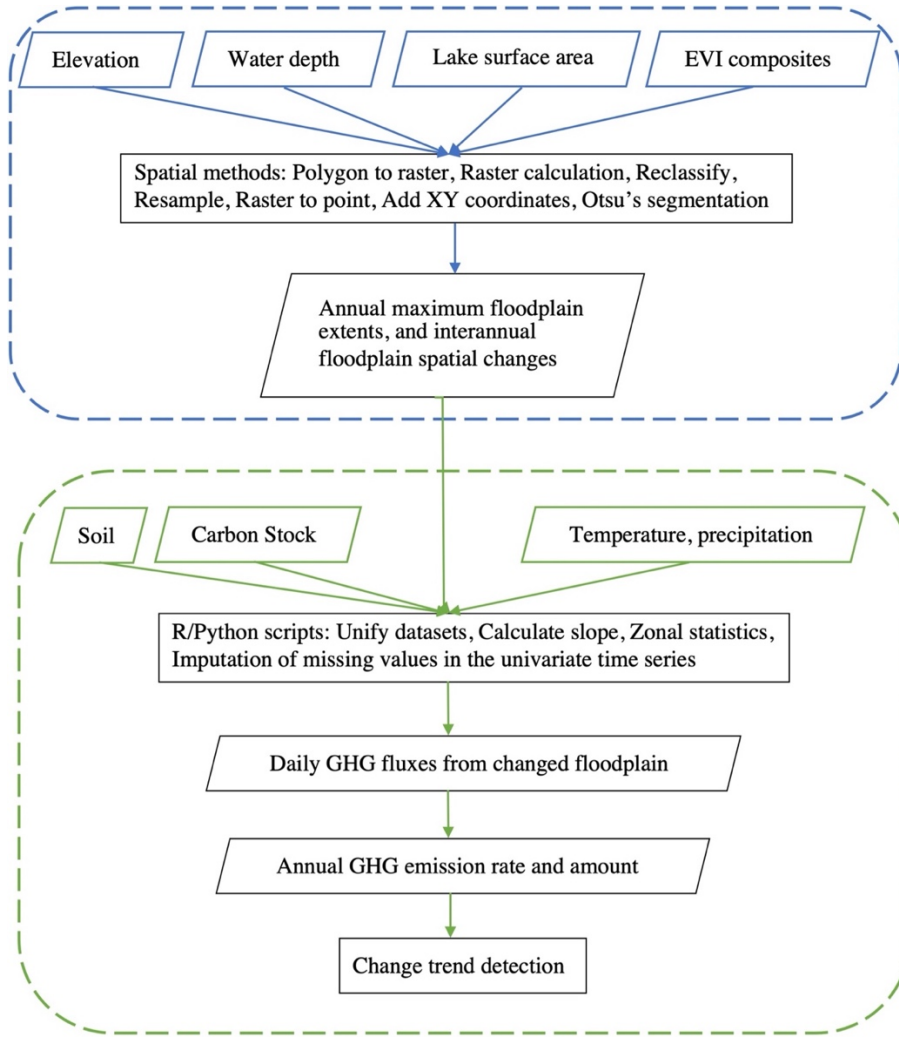 Elevation
Water depth
Lake surface area
EVI composites
Spatial methods: Polygon to raster, Raster calculation, Reclassify,
Resample, Raster to point, Add XY coordinates, Otsu's segmentation
Annual maximum floodplain
extents, and interannual
floodplain spatial changes
Soil
Carbon Stock
Temperature, precipitation
R/Python scripts: Unify datasets, Calculate slope, Zonal statistics,
Imputation of missing values in the univariate time series
Daily GHG fluxes from changed floodplain
Annual GHG emission rate and amount
Change trend detection